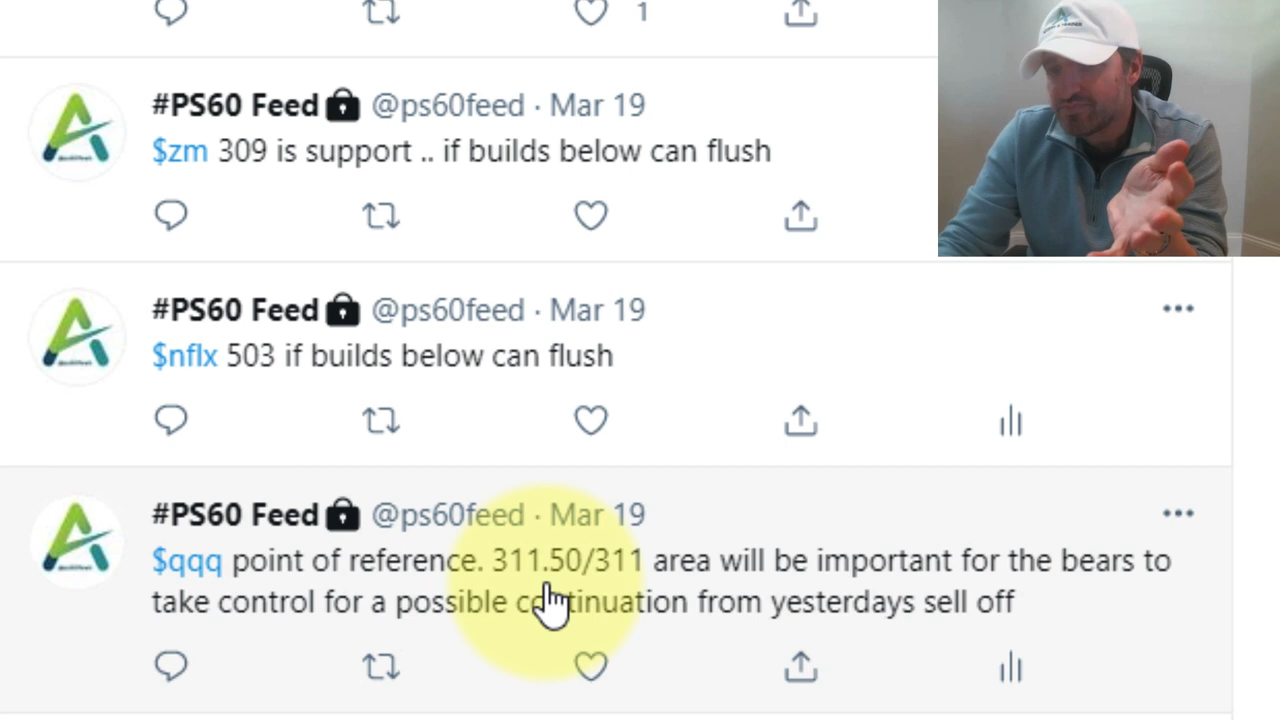 1
#PS60 Feed🔒 @ps60feed · Mar 19
$zm 309 is support .. if builds below can flush
#PS60 Feed🔒 @ps60feed · Mar 19
$nflx 503 if builds below can flush
#PS60 Feed🔒 @ps60feed · Mar 19
$qqq point of reference. 311.50/311 area will be important for the bears to
take control for a possible continuation from yesterdays sell off